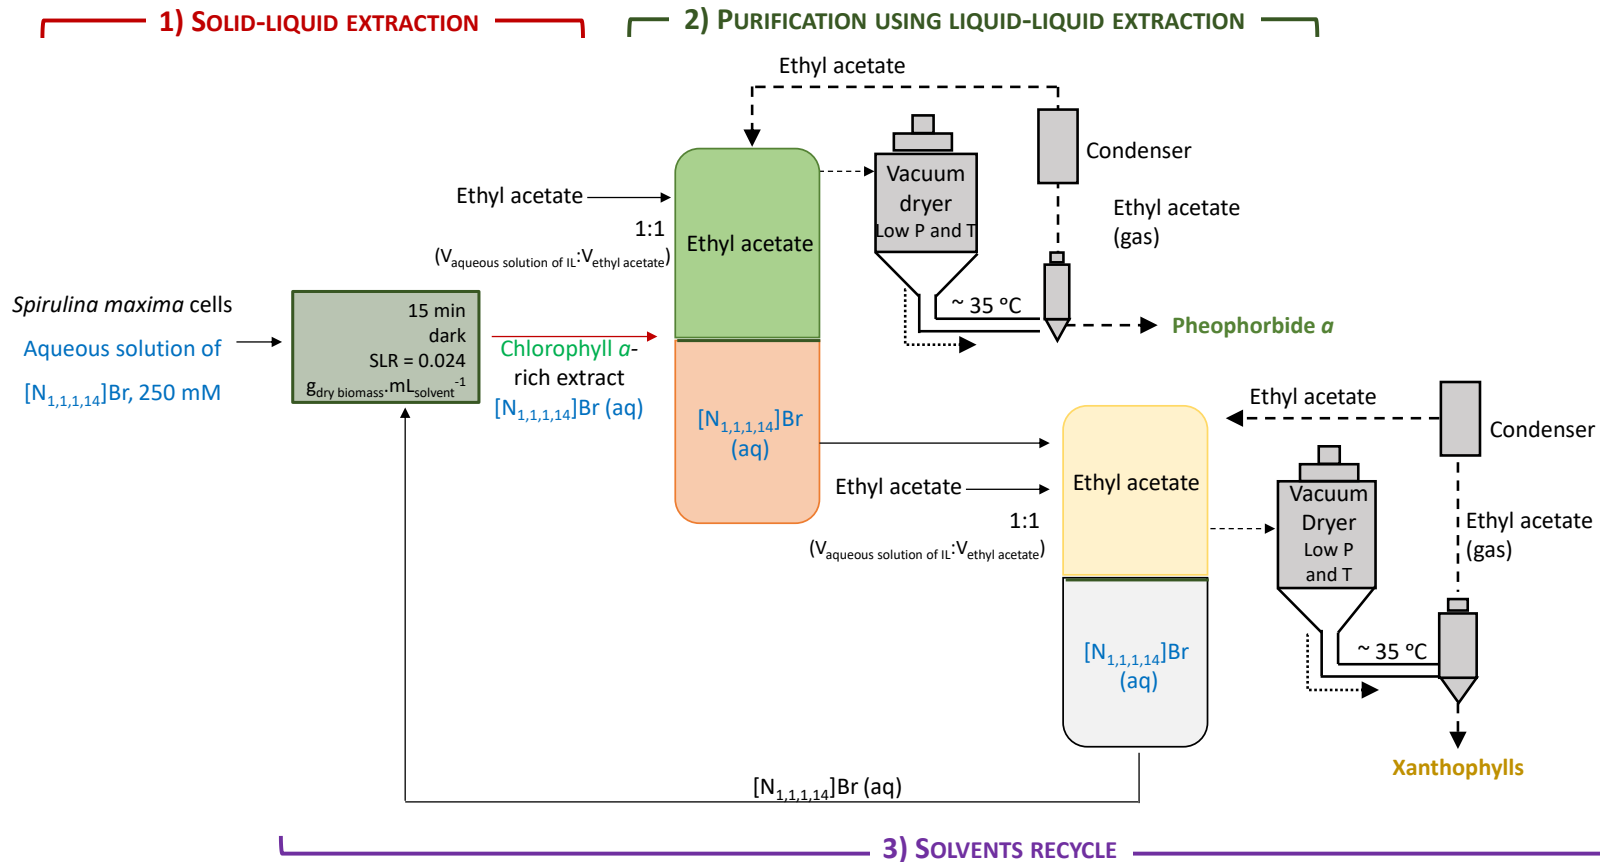 1) SOLID-LIQUID EXTRACTION
2) PURIFICATION USING LIQUID-LIQUID EXTRACTION
Ethyl acetate
Condenser
Vacuum
dryer
Low P and T
Ethyl acetate
(gas)
Ethyl acetate
1:1
(Vaqueous solution of IL:Vethyl acetate)
Ethyl acetate
~ 35 °C
Pheophorbide a
Spirulina maxima cells
Aqueous solution of
[N1,1,1,14]Br, 250 mM
15 min
dark
SLR = 0.024
gdry biomass.mLsolvent-1
Chlorophyll a-
rich extract
[N1,1,1,14]Br (aq)
[N1,1,1,14]Br
(aq)
Ethyl acetate
Condenser
Ethyl acetate
1:1
(Vaqueous solution of IL:Vethyl acetate)
Ethyl acetate
Vacuum
Dryer
Low P
and T
Ethyl acetate
(gas)
[N1,1,1,14]Br
(aq)
~ 35 °C
Xanthophylls
[N1,1,1,14]Br (aq)
3) SOLVENTS RECYCLE